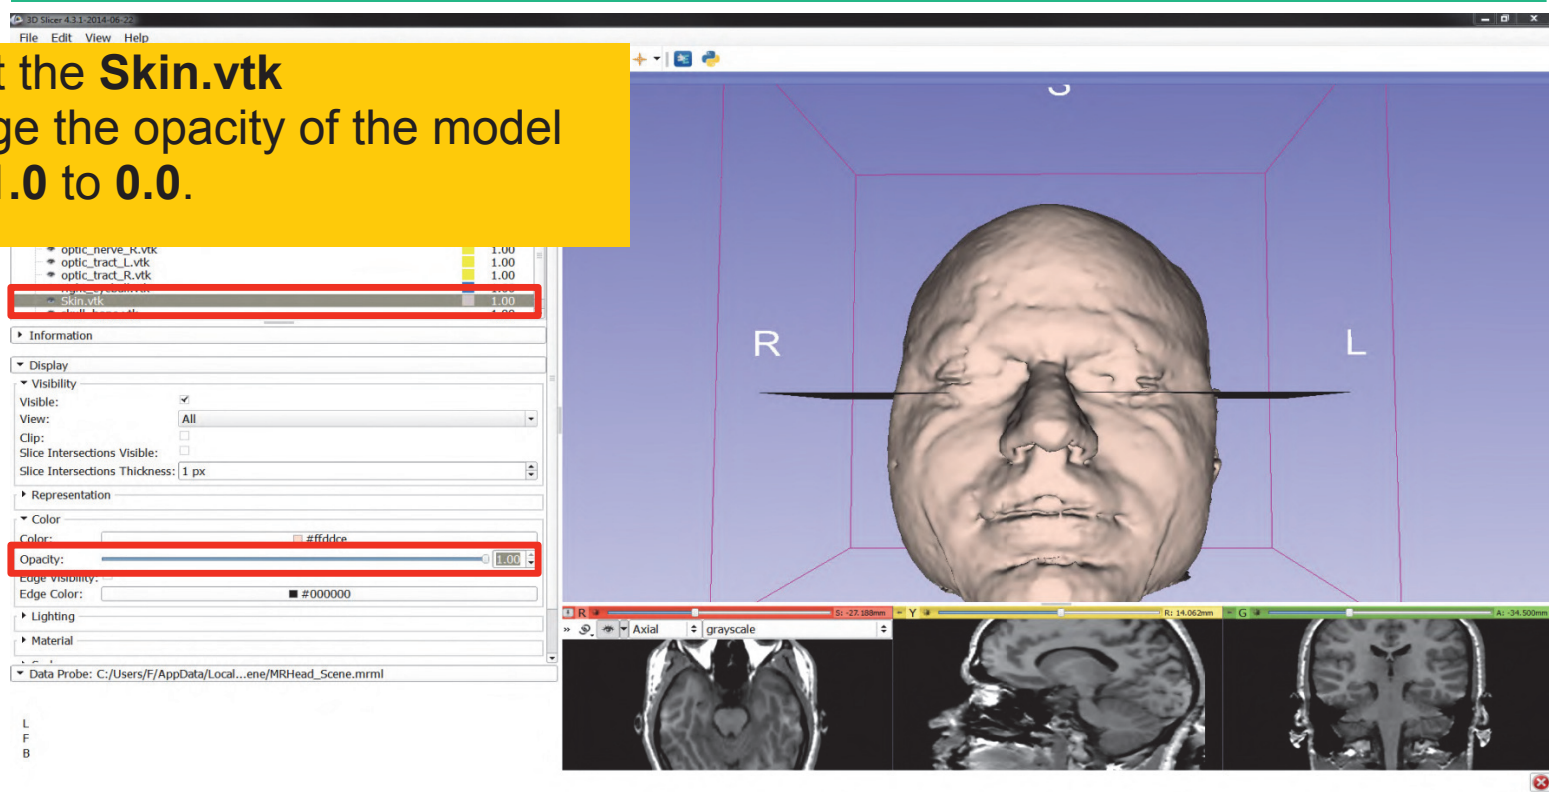 3D Slicer 4.3.1-2014-06-22
File Edit View Help
the Skin.vtk
ge the opacity of the model
.0 to 0.0.
optic_nerve_R.vtk 1.00
optic_tract_L.vtk 1.00
optic_tract_R.vtk 1.00
Skin.vtk 1.00
Information
Display
Visibility
Visible:
View: All
Clip:
Slice Intersections Visible:
Slice Intersections Thickness: 1 px
Representation
Color
Color: #ffddce
Opacity: 1.00
Edge Visibility:
Edge Color: #000000
Lighting
Material
Data Probe: C:/Users/F/AppData/Local...ene/MRHead_Scene.mrml
L
F
B
R
L
R S: -27.188mm
Axial grayscale
Y R: 14.062mm
G A: -34.500mm